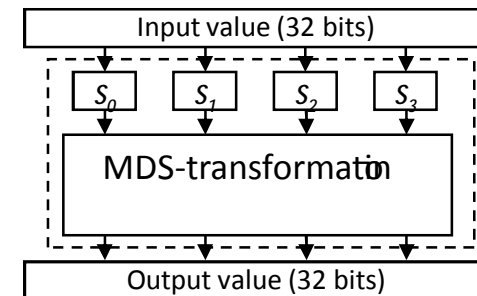 Input value (32 bits)
S0 S1 S2 S3
MDS-transformation
Output value (32 bits)